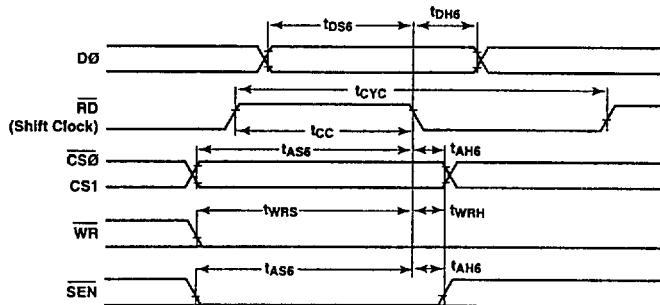 tDS6 tDH6
DØ
tCYC
RD
(Shift Clock)
tCC
tAS6 tAH6
CSØ
CS1
tWRS tWRH
WR
tAS6 tAH6
SEN